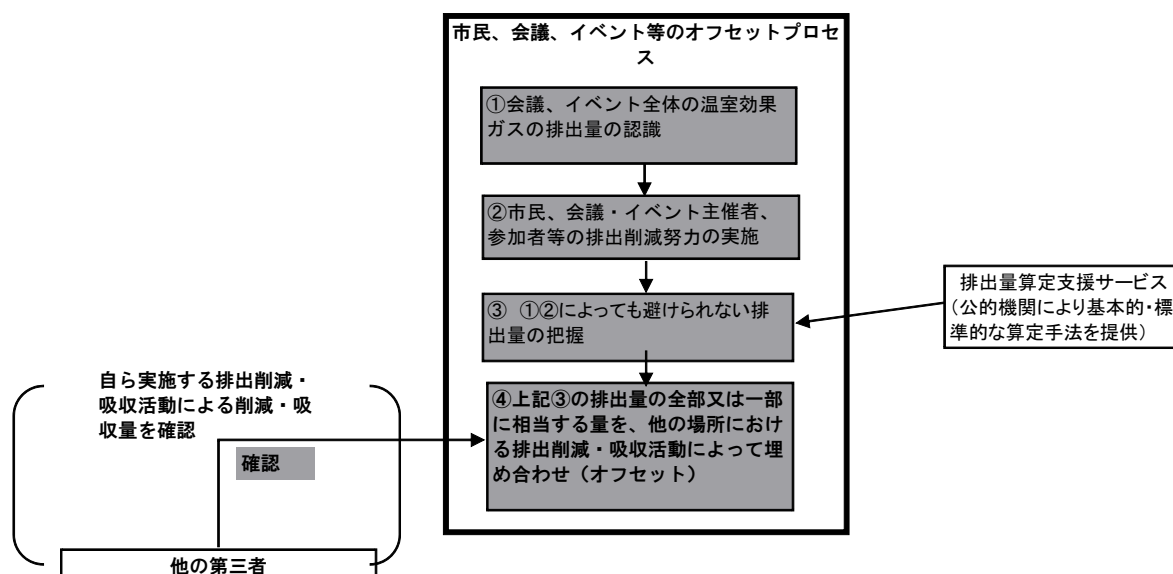 市民、会議、イベント等のオフセットプロセ
ス
①会議、イベント全体の温室効果
ガスの排出量の認識
②市民、会議・イベント主催者、
参加者等の排出削減努力の実施
③ ①②によっても避けられない排
出量の把握
排出量算定支援サービス
（公的機関により基本的・標
準的な算定手法を提供）
④上記③の排出量の全部又は一部
に相当する量を、他の場所におけ
る排出削減・吸収活動によって埋
め合わせ（オフセット）
自ら実施する排出削減・
吸収活動による削減・吸
収量を確認
確認
他の第三者